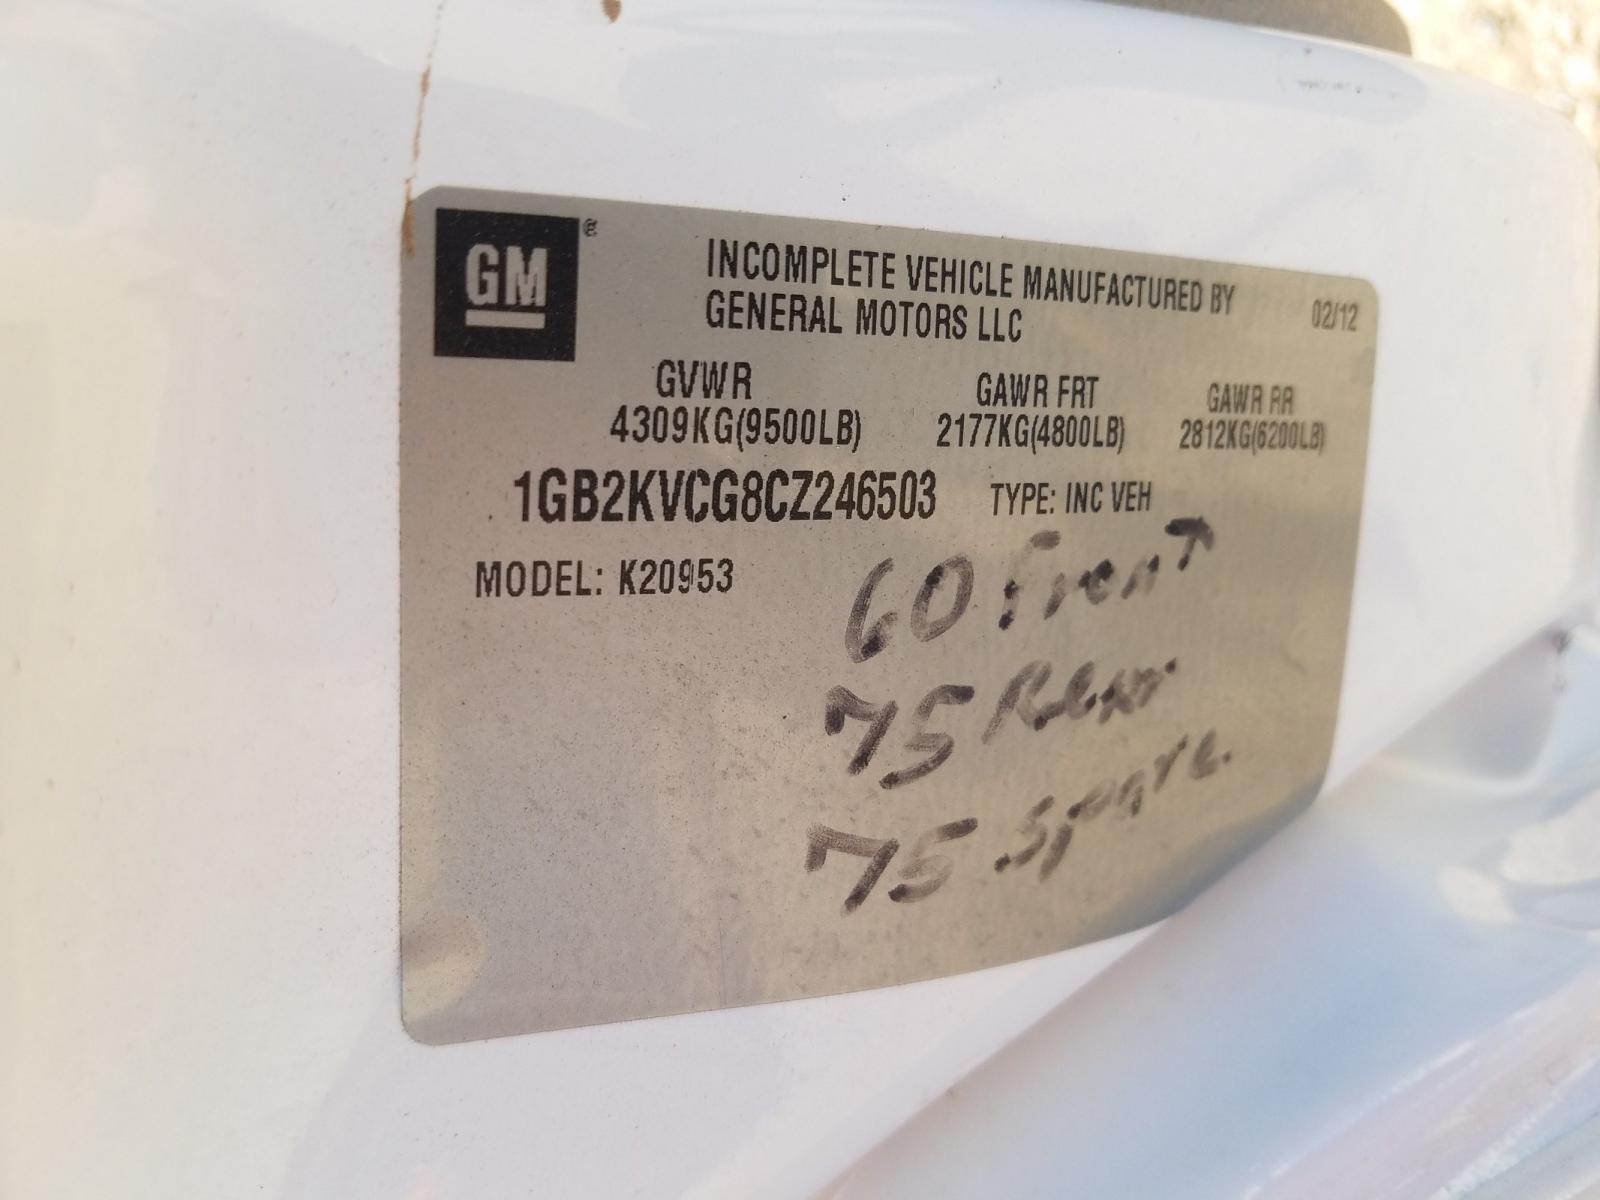 GM®
INCOMPLETE VEHICLE MANUFACTURED BY
GENERAL MOTORS LLC
02/12
GVWR GAWR FRT GAWR RR
4309KG(9500LB) 2177KG(4800LB) 2812KG(6200LB)
1GB2KVCG8CZ246503 TYPE: INC VEH
MODEL: K20953
60 Front
75 Rear
75 Spare.